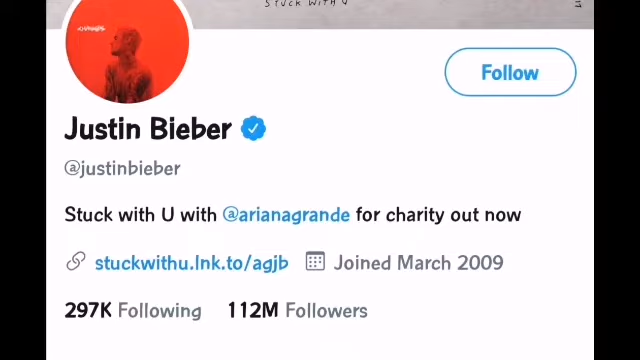 STUCK WITH U
Follow
Justin Bieber
@justinbieber
Stuck with U with @arianagrande for charity out now
stuckwithu.lnk.to/agjb Joined March 2009
297K Following 112M Followers